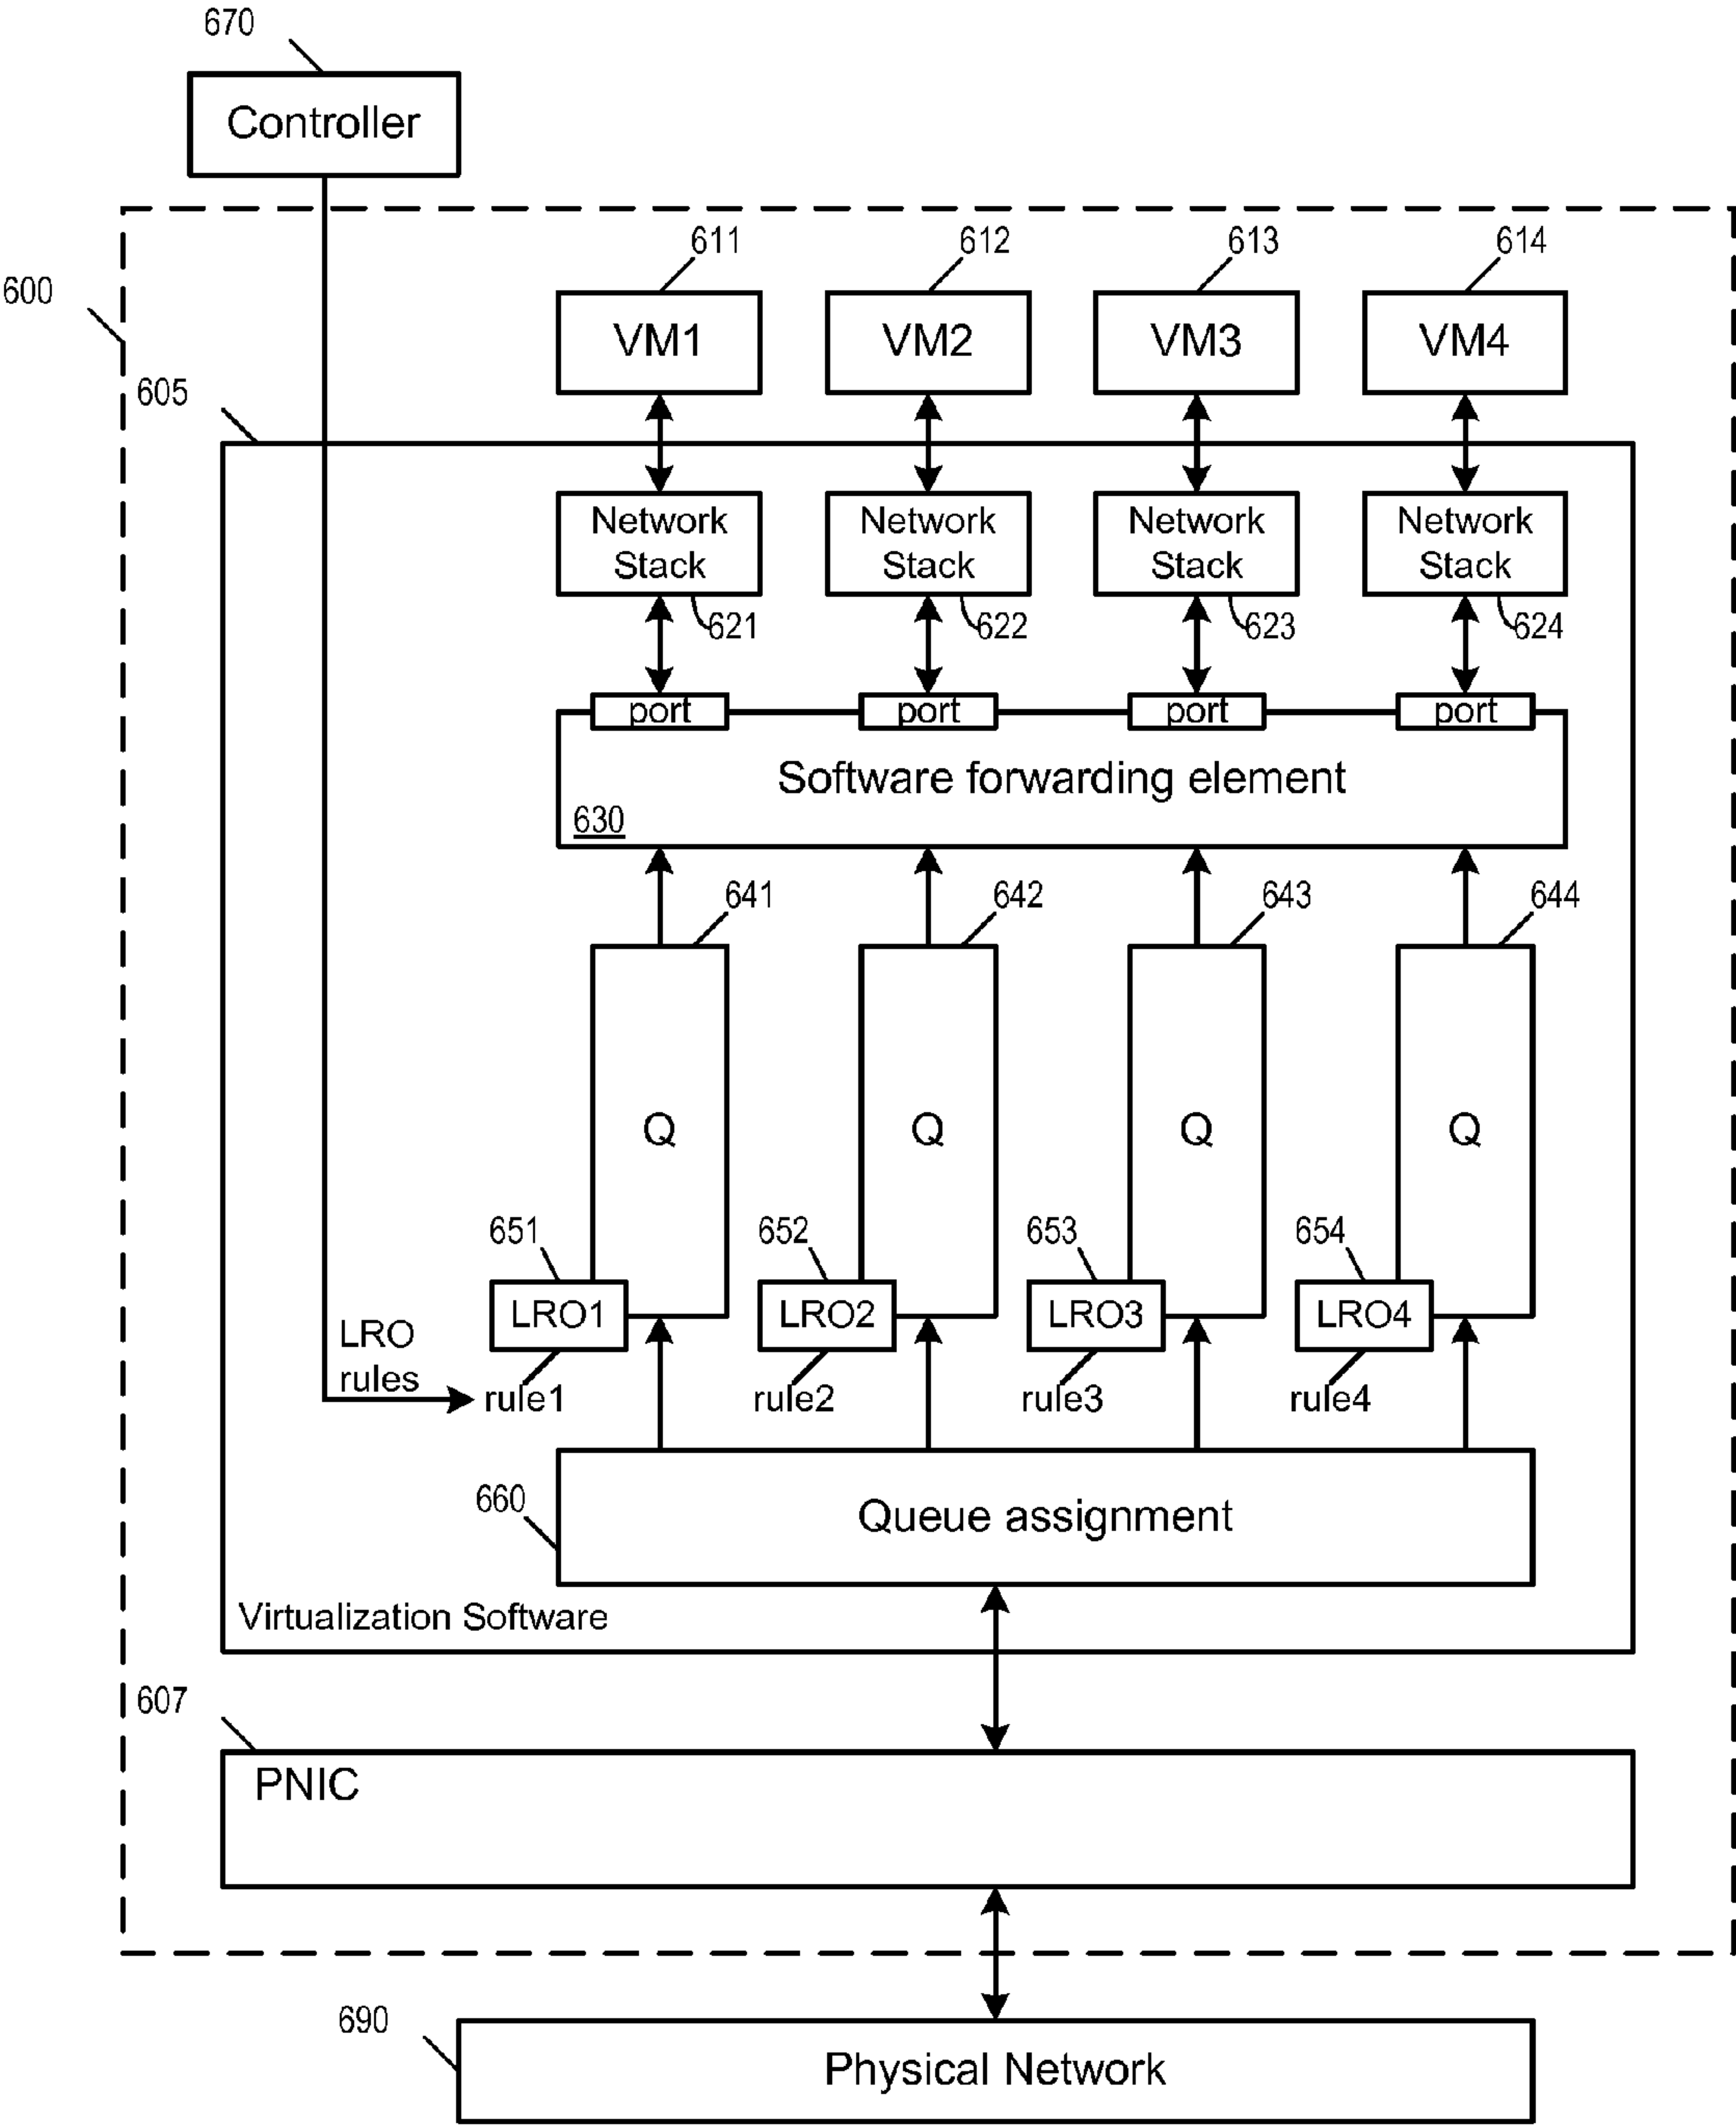 670
Controller
600
611
612
613
614
VM1
VM2
VM3
VM4
605
Network
Stack
Network
Stack
Network
Stack
Network
Stack
621
622
623
624
port
port
port
port
Software forwarding element
630
641
642
643
644
Q
Q
Q
Q
651
652
653
654
LRO1
LRO2
LRO3
LRO4
LRO
rules
rule1
rule2
rule3
rule4
660
Queue assignment
Virtualization Software
607
PNIC
690
Physical Network